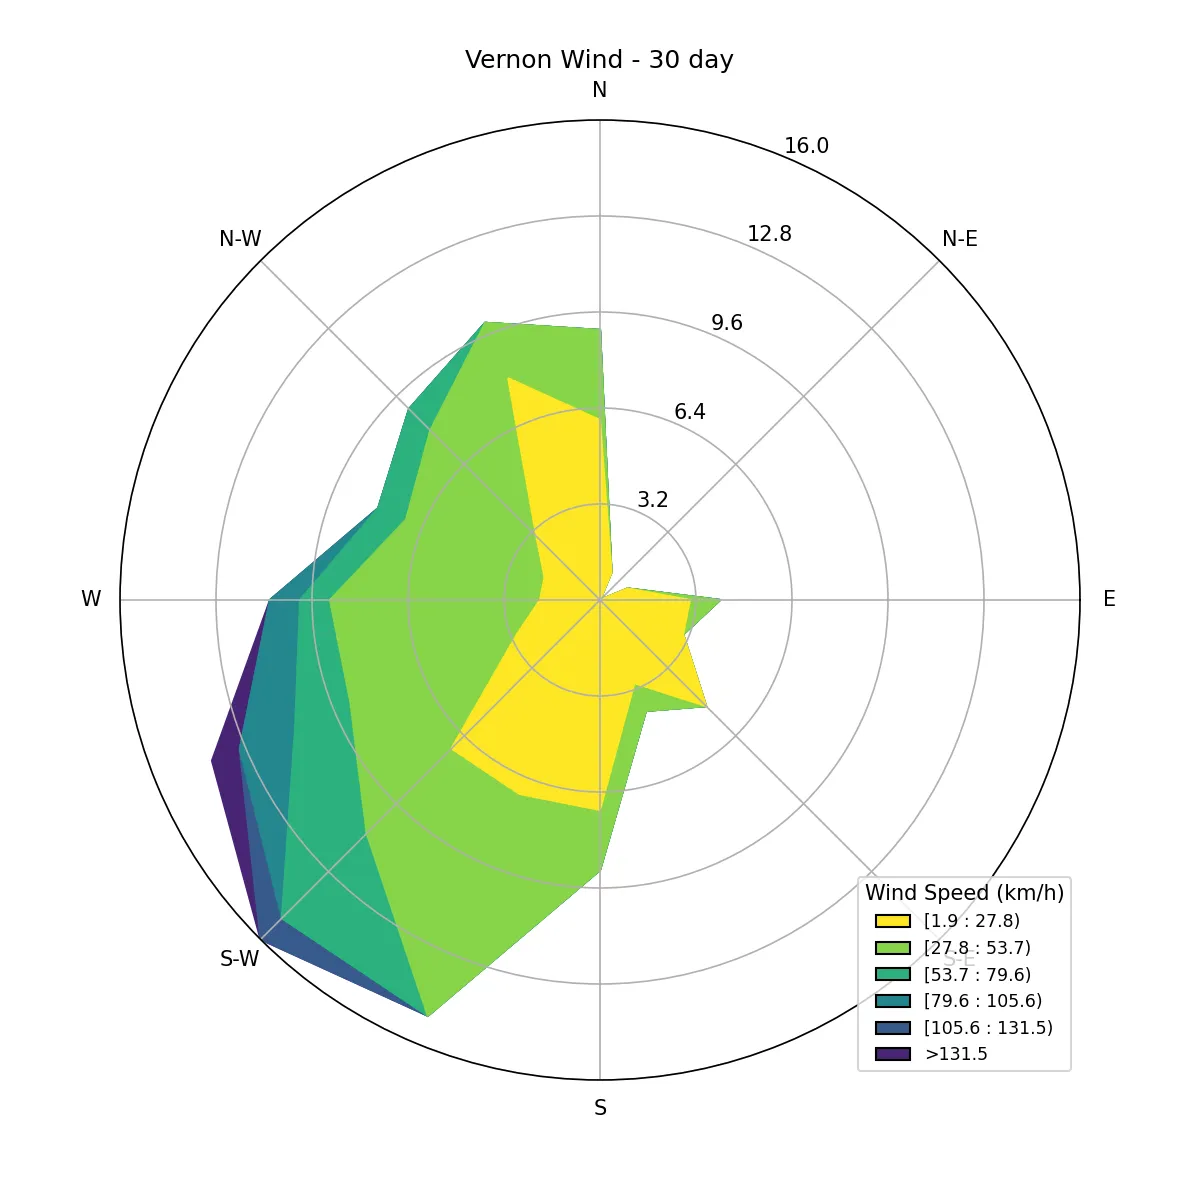 Vernon Wind - 30 day
N
16.0
12.8
N-W
N-E
9.6
6.4
3.2
W
E
Wind Speed (km/h)
[1.9 : 27.8)
[27.8 : 53.7)
S-W
S-E
[53.7 : 79.6)
[79.6 : 105.6)
[105.6 : 131.5)
>131.5
S